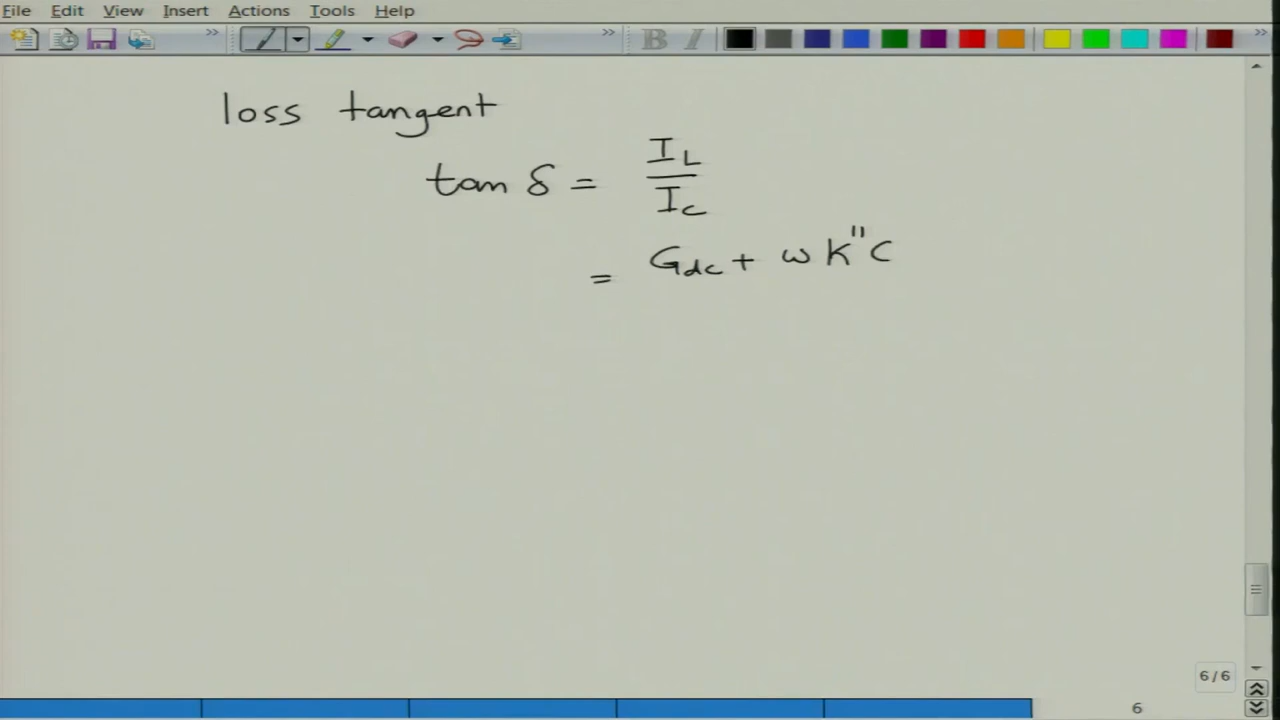 File Edit View Insert Actions Tools Help
B I
loss tangent
tan δ = I_L / I_C
= G_dc + ω K" C
6/6
6